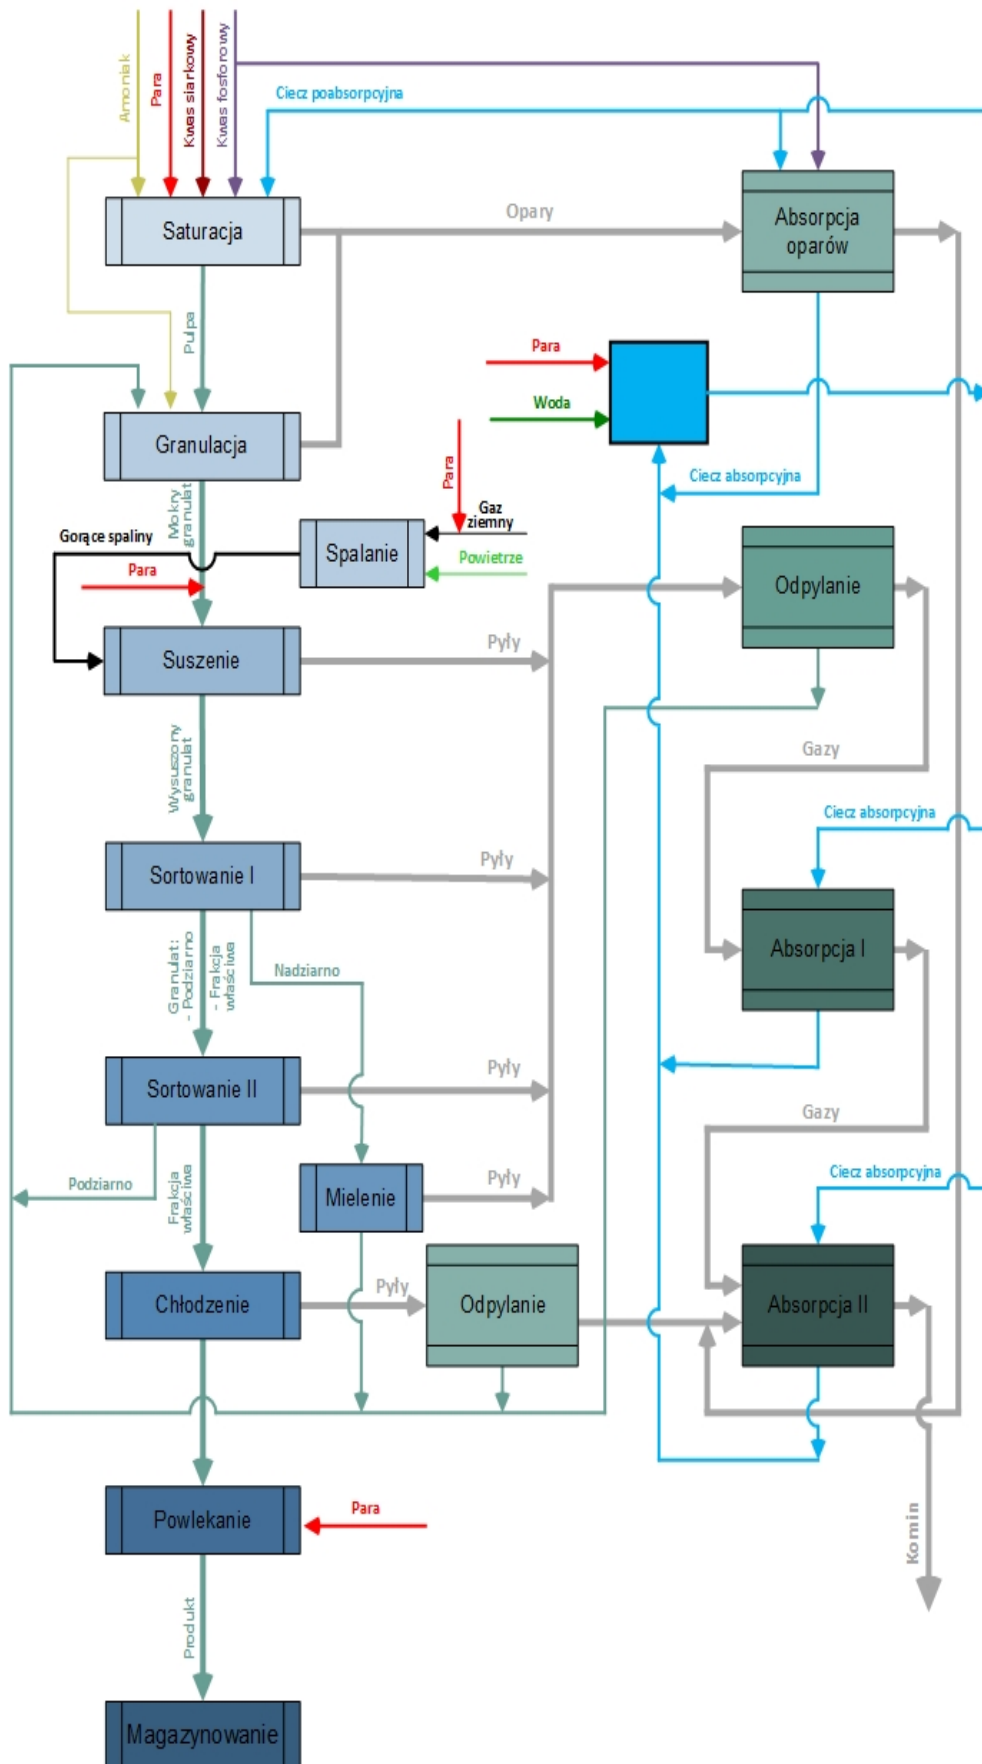 Amoniak
Para
Kwas siarkowy
Kwas fosforowy
Ciecz poabsorpcyjna
Saturacja
Opary
Absorpcja
oparów
Pulpa
Para
Woda
Granulacja
Ciecz absorpcyjna
Mokry
granulat
Para
Gaz
ziemny
Gorące spaliny
Spalanie
Powietrze
Para
Odpylanie
Suszenie
Pyły
Wysuszony
granulat
Gazy
Ciecz absorpcyjna
Sortowanie I
Pyły
Granulat:
- Podziarno
- Frakcja
właściwa
Nadziarno
Absorpcja I
Sortowanie II
Pyły
Gazy
Podziarno
Frakcja
właściwa
Mielenie
Pyły
Ciecz absorpcyjna
Chłodzenie
Pyły
Odpylanie
Absorpcja II
Powlekanie
Para
Komin
Produkt
Magazynowanie